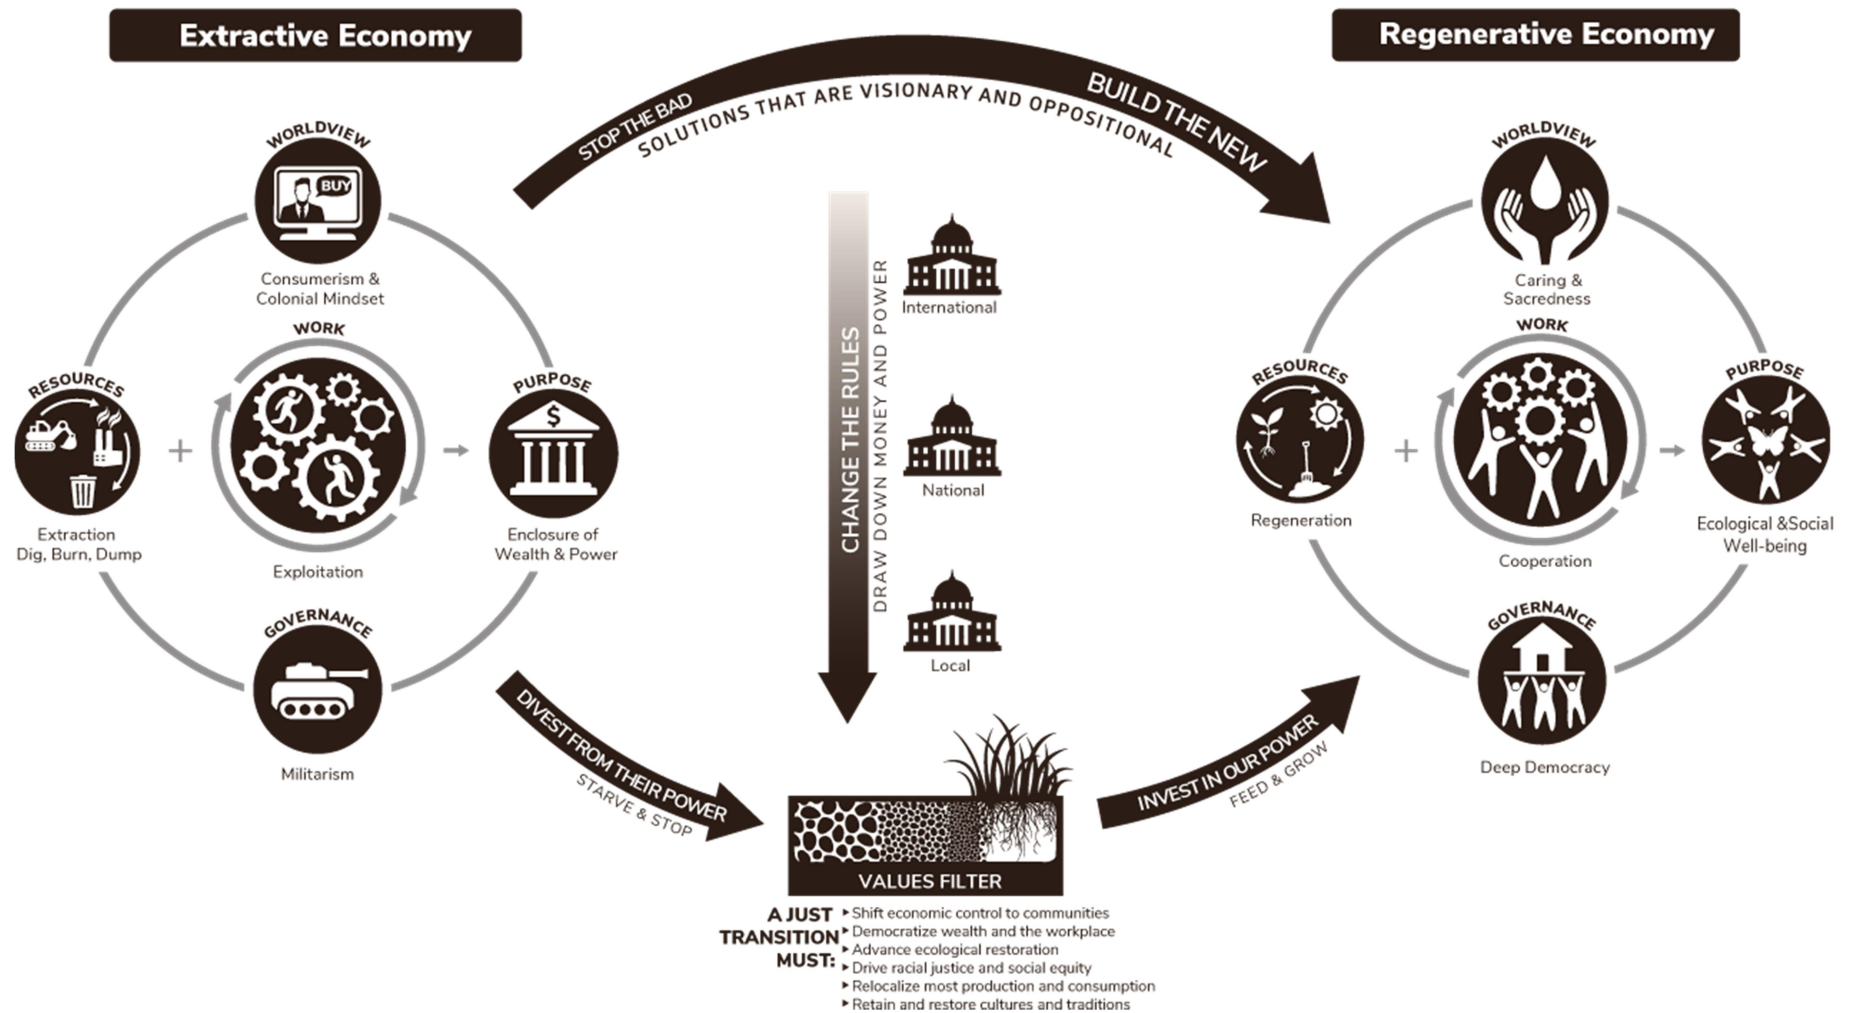 Extractive Economy
Regenerative Economy
STOP THE BAD
BUILD THE NEW
SOLUTIONS THAT ARE VISIONARY AND OPPOSITIONAL
WORLDVIEW
BUY
Consumerism &
Colonial Mindset
WORK
RESOURCES
PURPOSE
$
+
Extraction
Dig, Burn, Dump
Enclosure of
Wealth & Power
Exploitation
GOVERNANCE
Militarism
CHANGE THE RULES
DRAW DOWN MONEY AND POWER
International
National
Local
WORLDVIEW
Caring &
Sacredness
WORK
RESOURCES
PURPOSE
+
Regeneration
Ecological &Social
Well-being
Cooperation
GOVERNANCE
Deep Democracy
DIVEST FROM THEIR POWER
STARVE & STOP
INVEST IN OUR POWER
FEED & GROW
VALUES FILTER
A JUST
TRANSITION
MUST:
Shift economic control to communities
Democratize wealth and the workplace
Advance ecological restoration
Drive racial justice and social equity
Relocalize most production and consumption
Retain and restore cultures and traditions